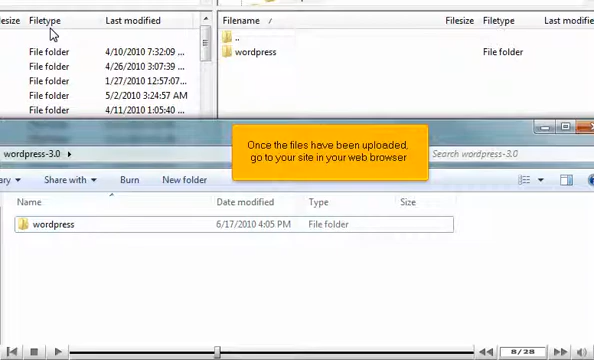 lesize Filetype Last modified Filename / Filesize Filetype Last modifi
..
File folder 4/10/2010 7:32:09 ... wordpress File folder
File folder 4/26/2010 3:07:39 ...
File folder 1/27/2010 12:57:07...
File folder 5/2/2010 3:24:57 AM
File folder 4/11/2010 1:05:40 ...
Once the files have been uploaded,
go to your site in your web browser
wordpress-3.0 Search wordpress-3.0
ary Share with Burn New folder
Name Date modified Type Size
wordpress 6/17/2010 4:05 PM File folder
8/28